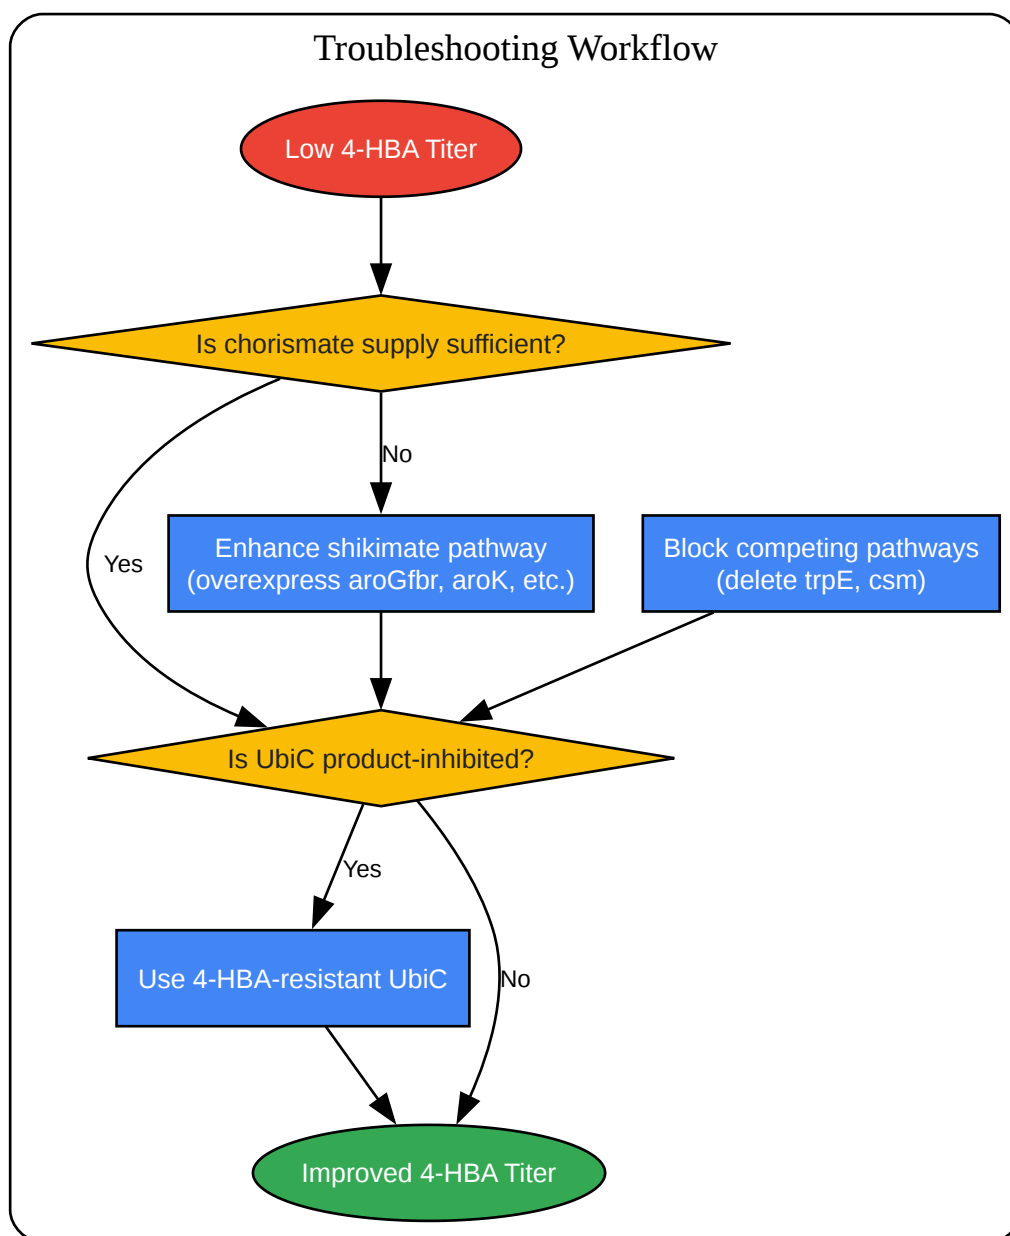 Troubleshooting Workflow
Low 4-HBA Titer
Is chorismate supply sufficient?
No
Yes
Enhance shikimate pathway
(overexpress aroGfbr, aroK, etc.)
Block competing pathways
(delete trpE, csm)
Is UbiC product-inhibited?
Yes
Use 4-HBA-resistant UbiC
No
Improved 4-HBA Titer